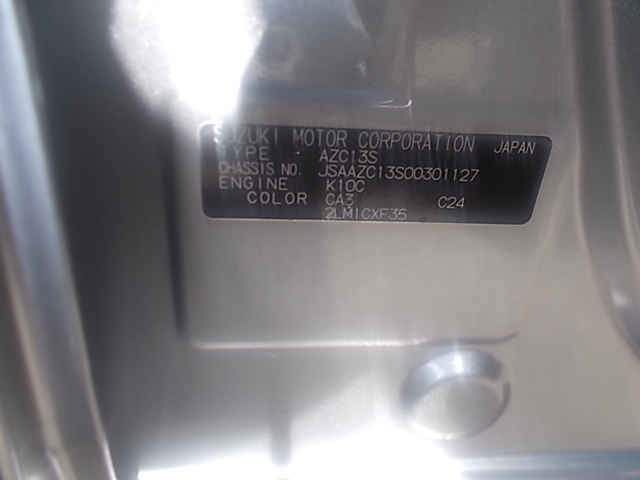 SUZUKI MOTOR CORPORATION JAPAN
TYPE AZC13S
CHASSIS NO. JSAAZC13S00301127
ENGINE K10C
COLOR CA3 C24
2LM1CXF35